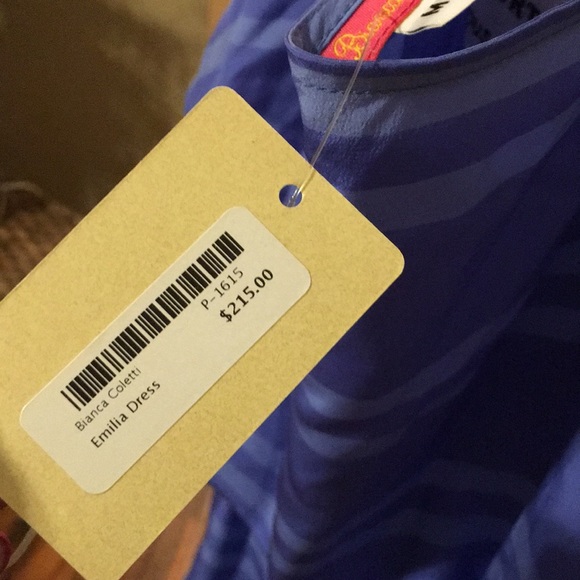 P-1615
$215.00
Bianca Coletti
Emilia Dress
M